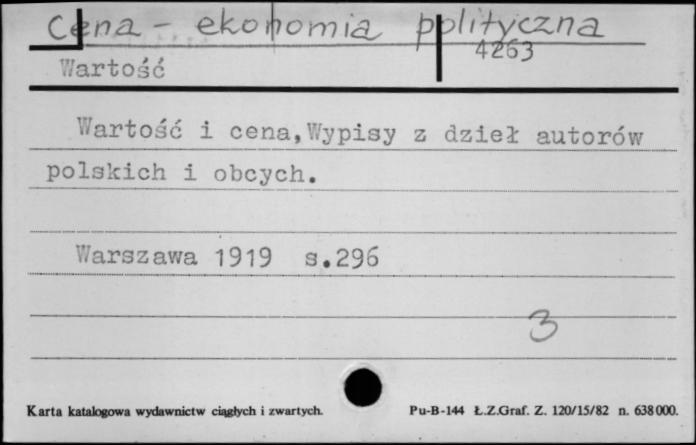 Cena - ekonomia polityczna
4263
Wartość
Wartość i cena,Wypisy z dzieł autorów
polskich i obcych.
Warszawa 1919 s.296
3
Karta katalogowa wydawnictw ciągłych i zwartych.
Pu-B-144 Ł.Z.Graf. Z. 120/15/82 n. 638000.